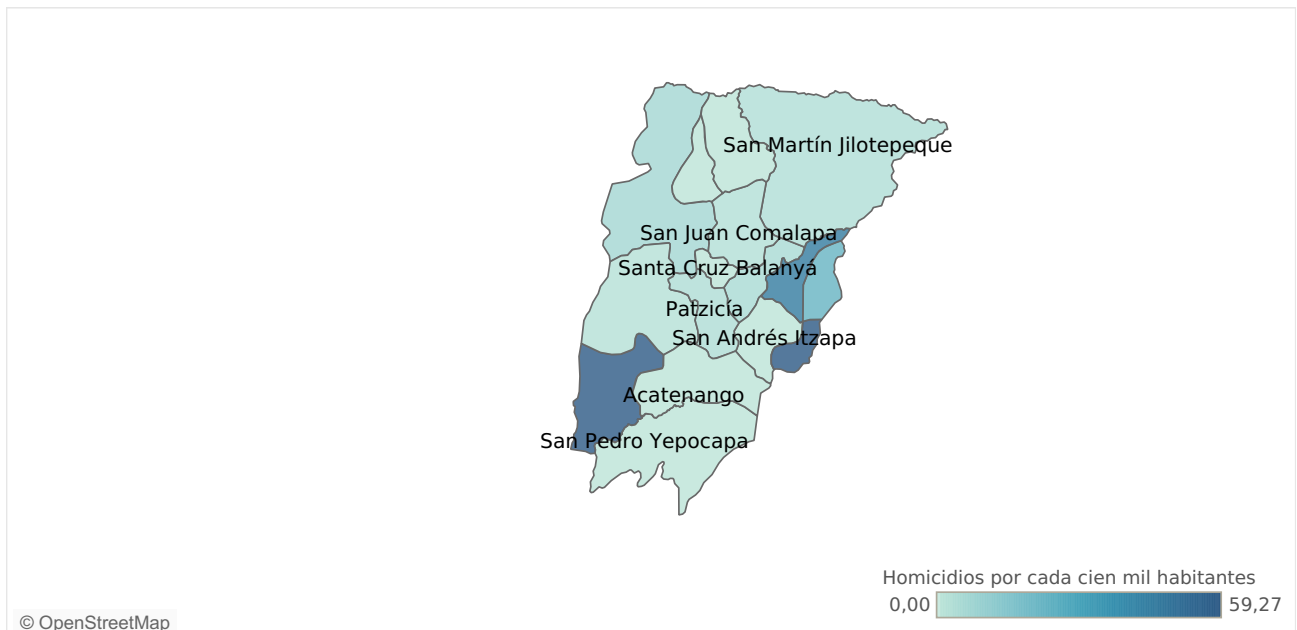 San Martín Jilotepeque
San Juan Comalapa
Santa Cruz Balanyá
Patzicía
San Andrés Itzapa
Acatenango
San Pedro Yepocapa
Homicidios por cada cien mil habitantes
0,00 59,27
© OpenStreetMap